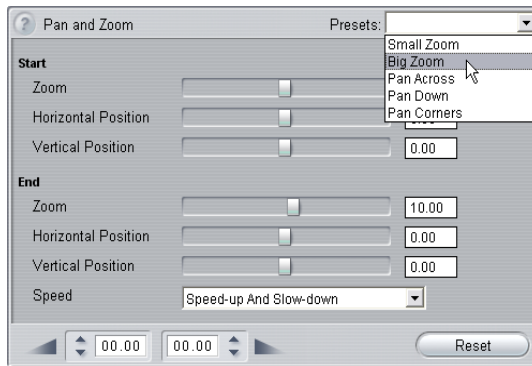 Pan and Zoom Presets:
Small Zoom
Big Zoom
Pan Across
Pan Down
Pan Corners
Start
Zoom
Horizontal Position
Vertical Position 0.00
End
Zoom 10.00
Horizontal Position 0.00
Vertical Position 0.00
Speed Speed-up And Slow-down
00.00 00.00 Reset